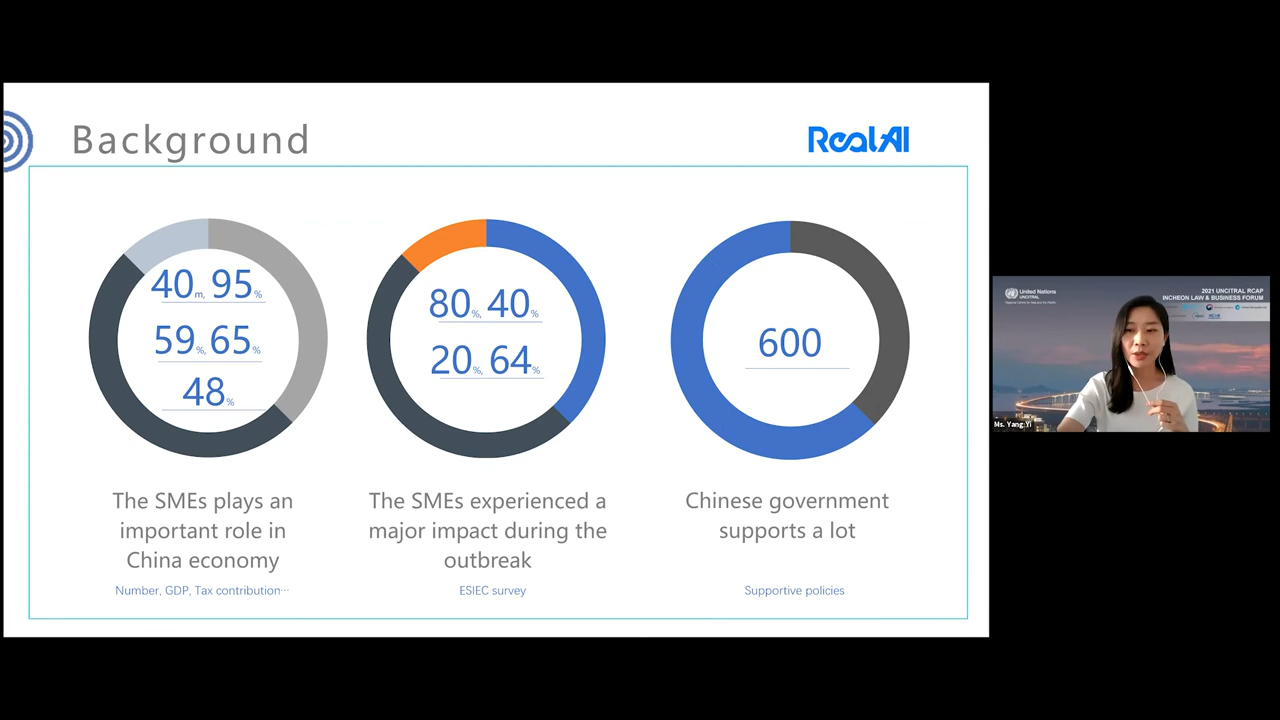 Background
RealAI
40m, 95%
59%, 65%
48%
80%, 40%
20%, 64%
600
The SMEs plays an
important role in
China economy
Number, GDP, Tax contribution···
The SMEs experienced a
major impact during the
outbreak
ESIEC survey
Chinese government
supports a lot
Supportive policies
United Nations
UNCITRAL
2021 UNCITRAL RCAP
INCHEON LAW & BUSINESS FORUM
Ms. Yang Yi